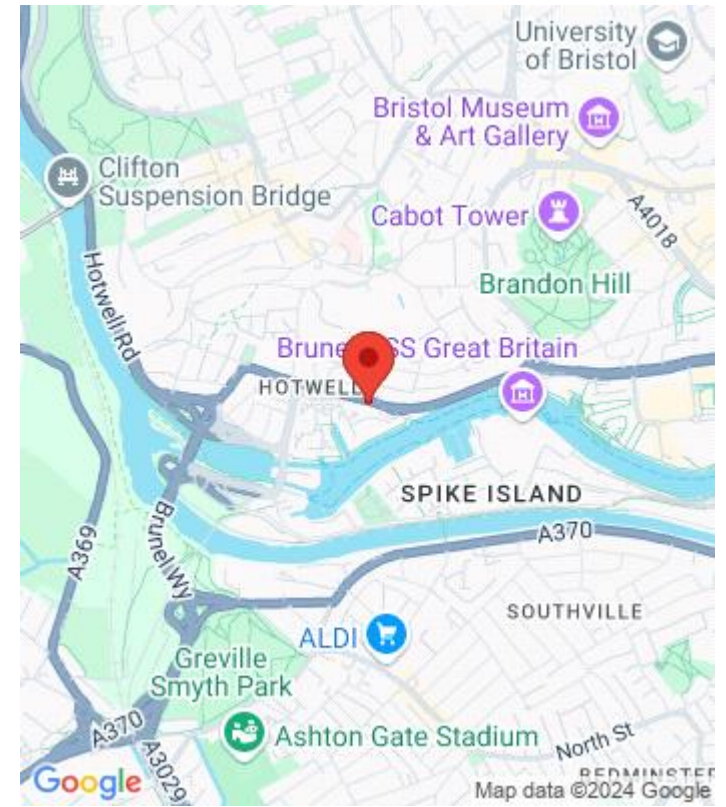 University
of Bristol
Bristol Museum
& Art Gallery
Clifton
Suspension Bridge
Cabot Tower
A4018
Brandon Hill
Hotwell Rd
SS Great Britain
HOTWELL
SPIKE ISLAND
A370
Brunel Wy
A369
SOUTHVILLE
ALDI
Greville
Smyth Park
A370
A3029
Ashton Gate Stadium
North St
Google
Map data ©2024 Google